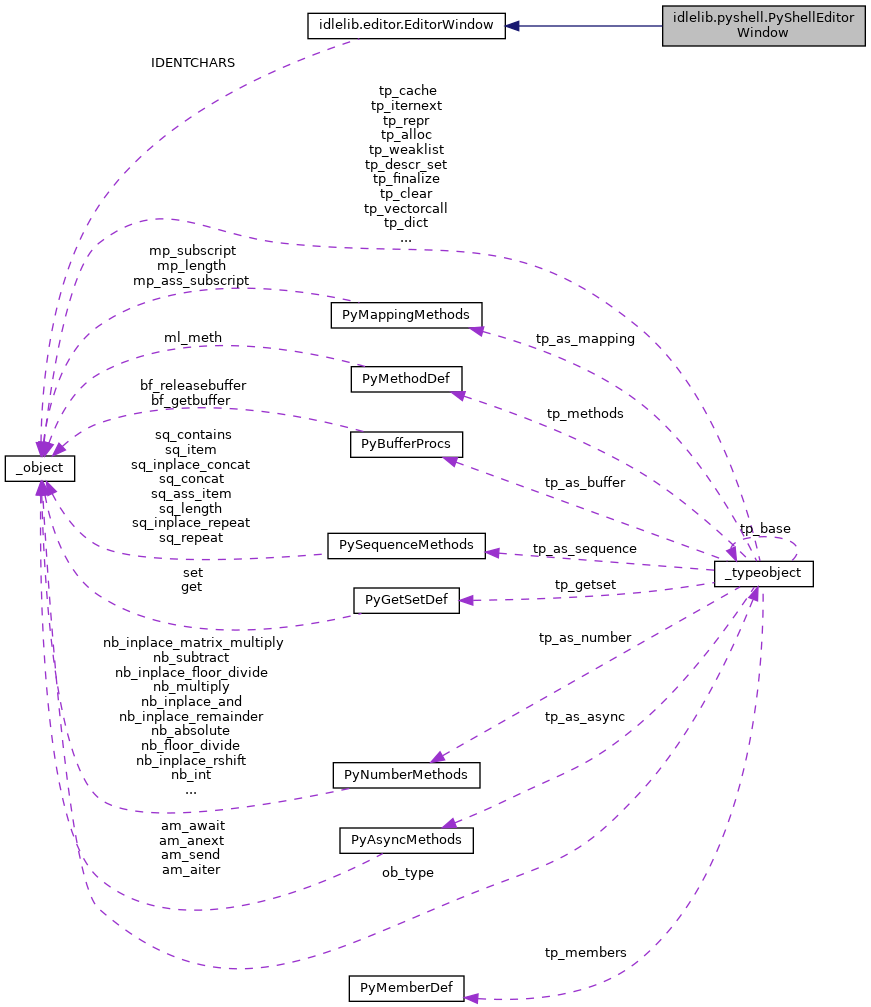 idlelib.editor.EditorWindow
idlelib.pyshell.PyShellEditor
Window
IDENTCHARS
tp_cache
tp_iternext
tp_repr
tp_alloc
tp_weaklist
tp_descr_set
tp_finalize
tp_clear
tp_vectorcall
tp_dict
...
mp_subscript
mp_length
mp_ass_subscript
PyMappingMethods
tp_as_mapping
ml_meth
PyMethodDef
tp_methods
bf_releasebuffer
bf_getbuffer
PyBufferProcs
tp_as_buffer
_object
sq_contains
sq_item
sq_inplace_concat
sq_concat
sq_ass_item
sq_length
sq_inplace_repeat
sq_repeat
PySequenceMethods
tp_as_sequence
tp_base
_typeobject
set
get
PyGetSetDef
tp_getset
nb_inplace_matrix_multiply
nb_subtract
nb_inplace_floor_divide
nb_multiply
nb_inplace_and
nb_inplace_remainder
nb_absolute
nb_floor_divide
nb_inplace_rshift
nb_int
...
PyNumberMethods
tp_as_number
tp_as_async
am_await
am_anext
am_send
am_aiter
PyAsyncMethods
ob_type
tp_members
PyMemberDef